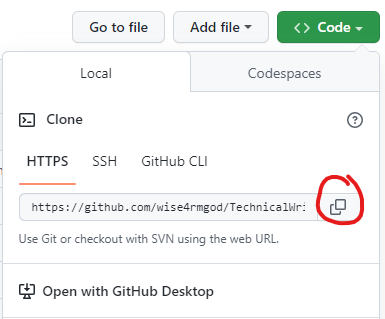 Go to file Add file <> Code
Local Codespaces
Clone
HTTPS SSH GitHub CLI
https://github.com/wise4rmgod/TechnicalWri
Use Git or checkout with SVN using the web URL.
Open with GitHub Desktop